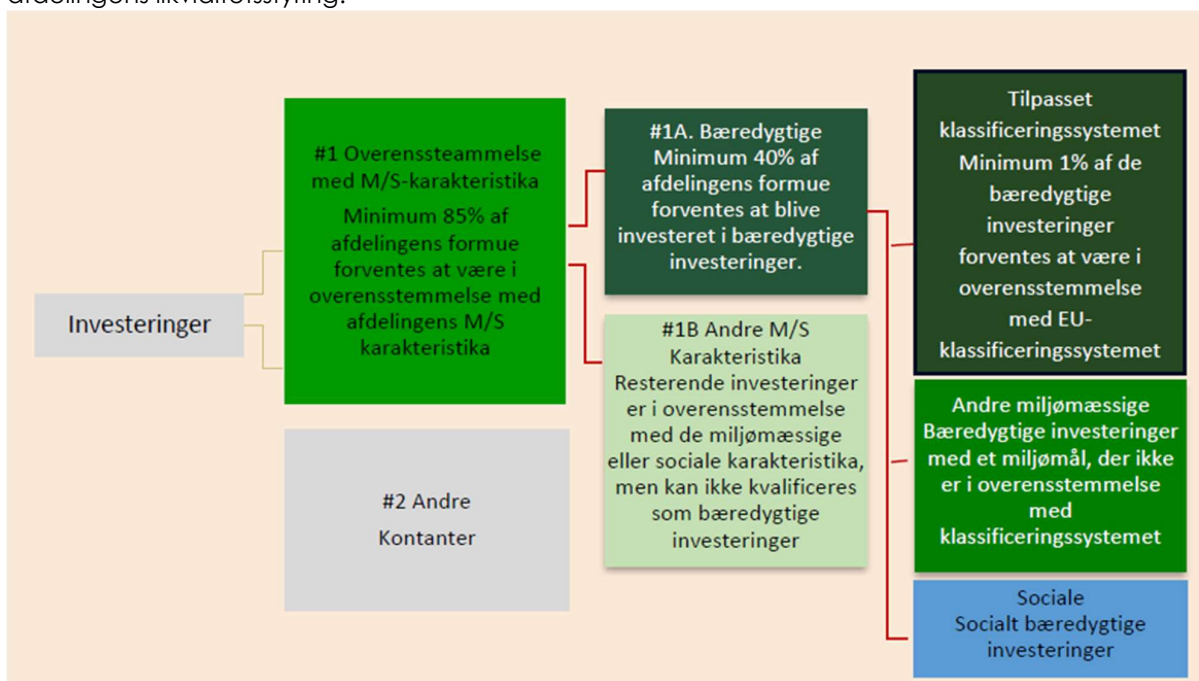 afdelingens likviditetsstyring.
Investeringer
#1 Overenssteammelse
med M/S-karakteristika
Minimum 85% af
afdelingens formue
forventes at være i
overensstemmelse med
afdelingens M/S
karakteristika
#2 Andre
Kontanter
#1A. Bæredygtige
Minimum 40% af
afdelingens formue
forventes at blive
investeret i bæredygtige
investeringer.
#1B Andre M/S
Karakteristika
Resterende investeringer
er i overensstemmelse
med de miljømæssige
eller sociale karakteristika,
men kan ikke kvalificeres
som bæredygtige
investeringer
Tilpasset
klassificeringssystemet
Minimum 1% af de
bæredygtige
investeringer
forventes at være i
overensstemmelse
med EU-
klassificeringssystemet
Andre miljømæssige
Bæredygtige investeringer
med et miljømål, der ikke
er i overensstemmelse
med
klassificeringssystemet
Sociale
Socialt bæredygtige
investeringer